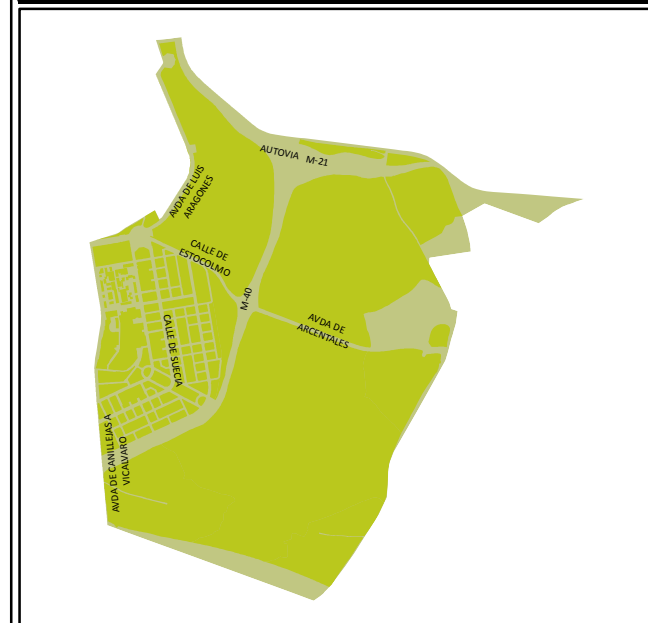 AUTOVIA M-21
AVDA DE LUIS
ARAGONES
CALLE DE
ESTOCOLMO
M-40
AVDA DE
ARCENTALES
CALLE DE SUECIA
AVDA DE CANILLEJAS A
VICALVARO